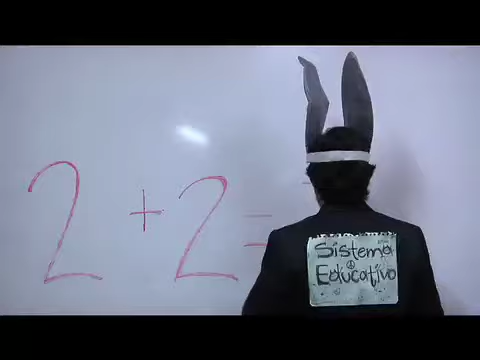 2 + 2 =
Sistema
Educativo